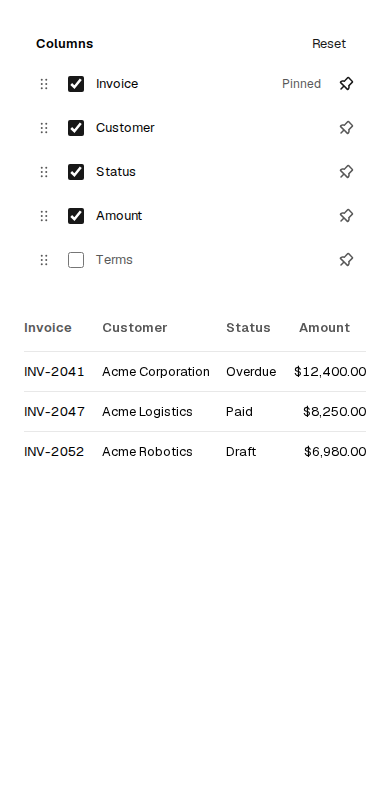 Columns Reset
Invoice Pinned
Customer
Status
Amount
Terms
Invoice Customer Status Amount
INV-2041 Acme Corporation Overdue $12,400.00
INV-2047 Acme Logistics Paid $8,250.00
INV-2052 Acme Robotics Draft $6,980.00